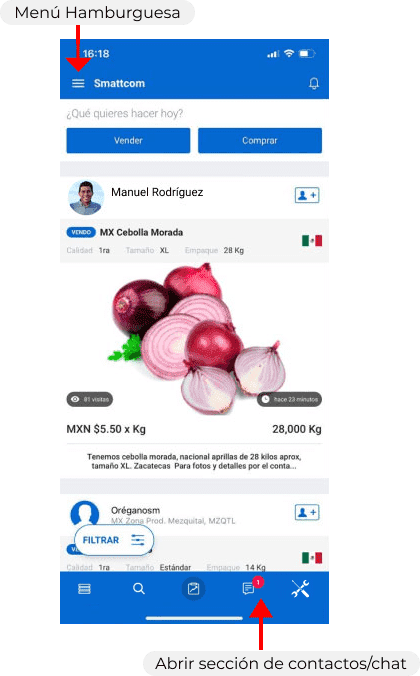 Menú Hamburguesa
16:18
Smattcom
¿Qué quieres hacer hoy?
Vender Comprar
Manuel Rodríguez
VENDO MX Cebolla Morada
Calidad 1ra Tamaño XL Empaque 28 Kg
81 visitas hace 23 minutos
MXN $5.50 x Kg 28,000 Kg
Tenemos cebolla morada, nacional aprillas de 28 kilos aprox,
tamaño XL. Zacatecas Para fotos y detalles por el conta...
Oréganosm
MX Zona Prod. Mezquital, MZQTL
FILTRAR
Tamaño Estándar Empaque 14 Kg
1
Abrir sección de contactos/chat